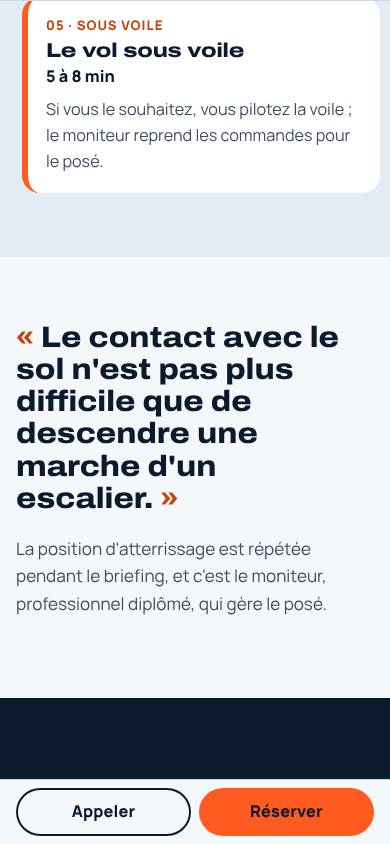 05 · SOUS VOILE
Le vol sous voile
5 à 8 min
Si vous le souhaitez, vous pilotez la voile ;
le moniteur reprend les commandes pour
le posé.
« Le contact avec le
sol n'est pas plus
difficile que de
descendre une
marche d'un
escalier. »
La position d'atterrissage est répétée
pendant le briefing, et c'est le moniteur,
professionnel diplômé, qui gère le posé.
Appeler
Réserver